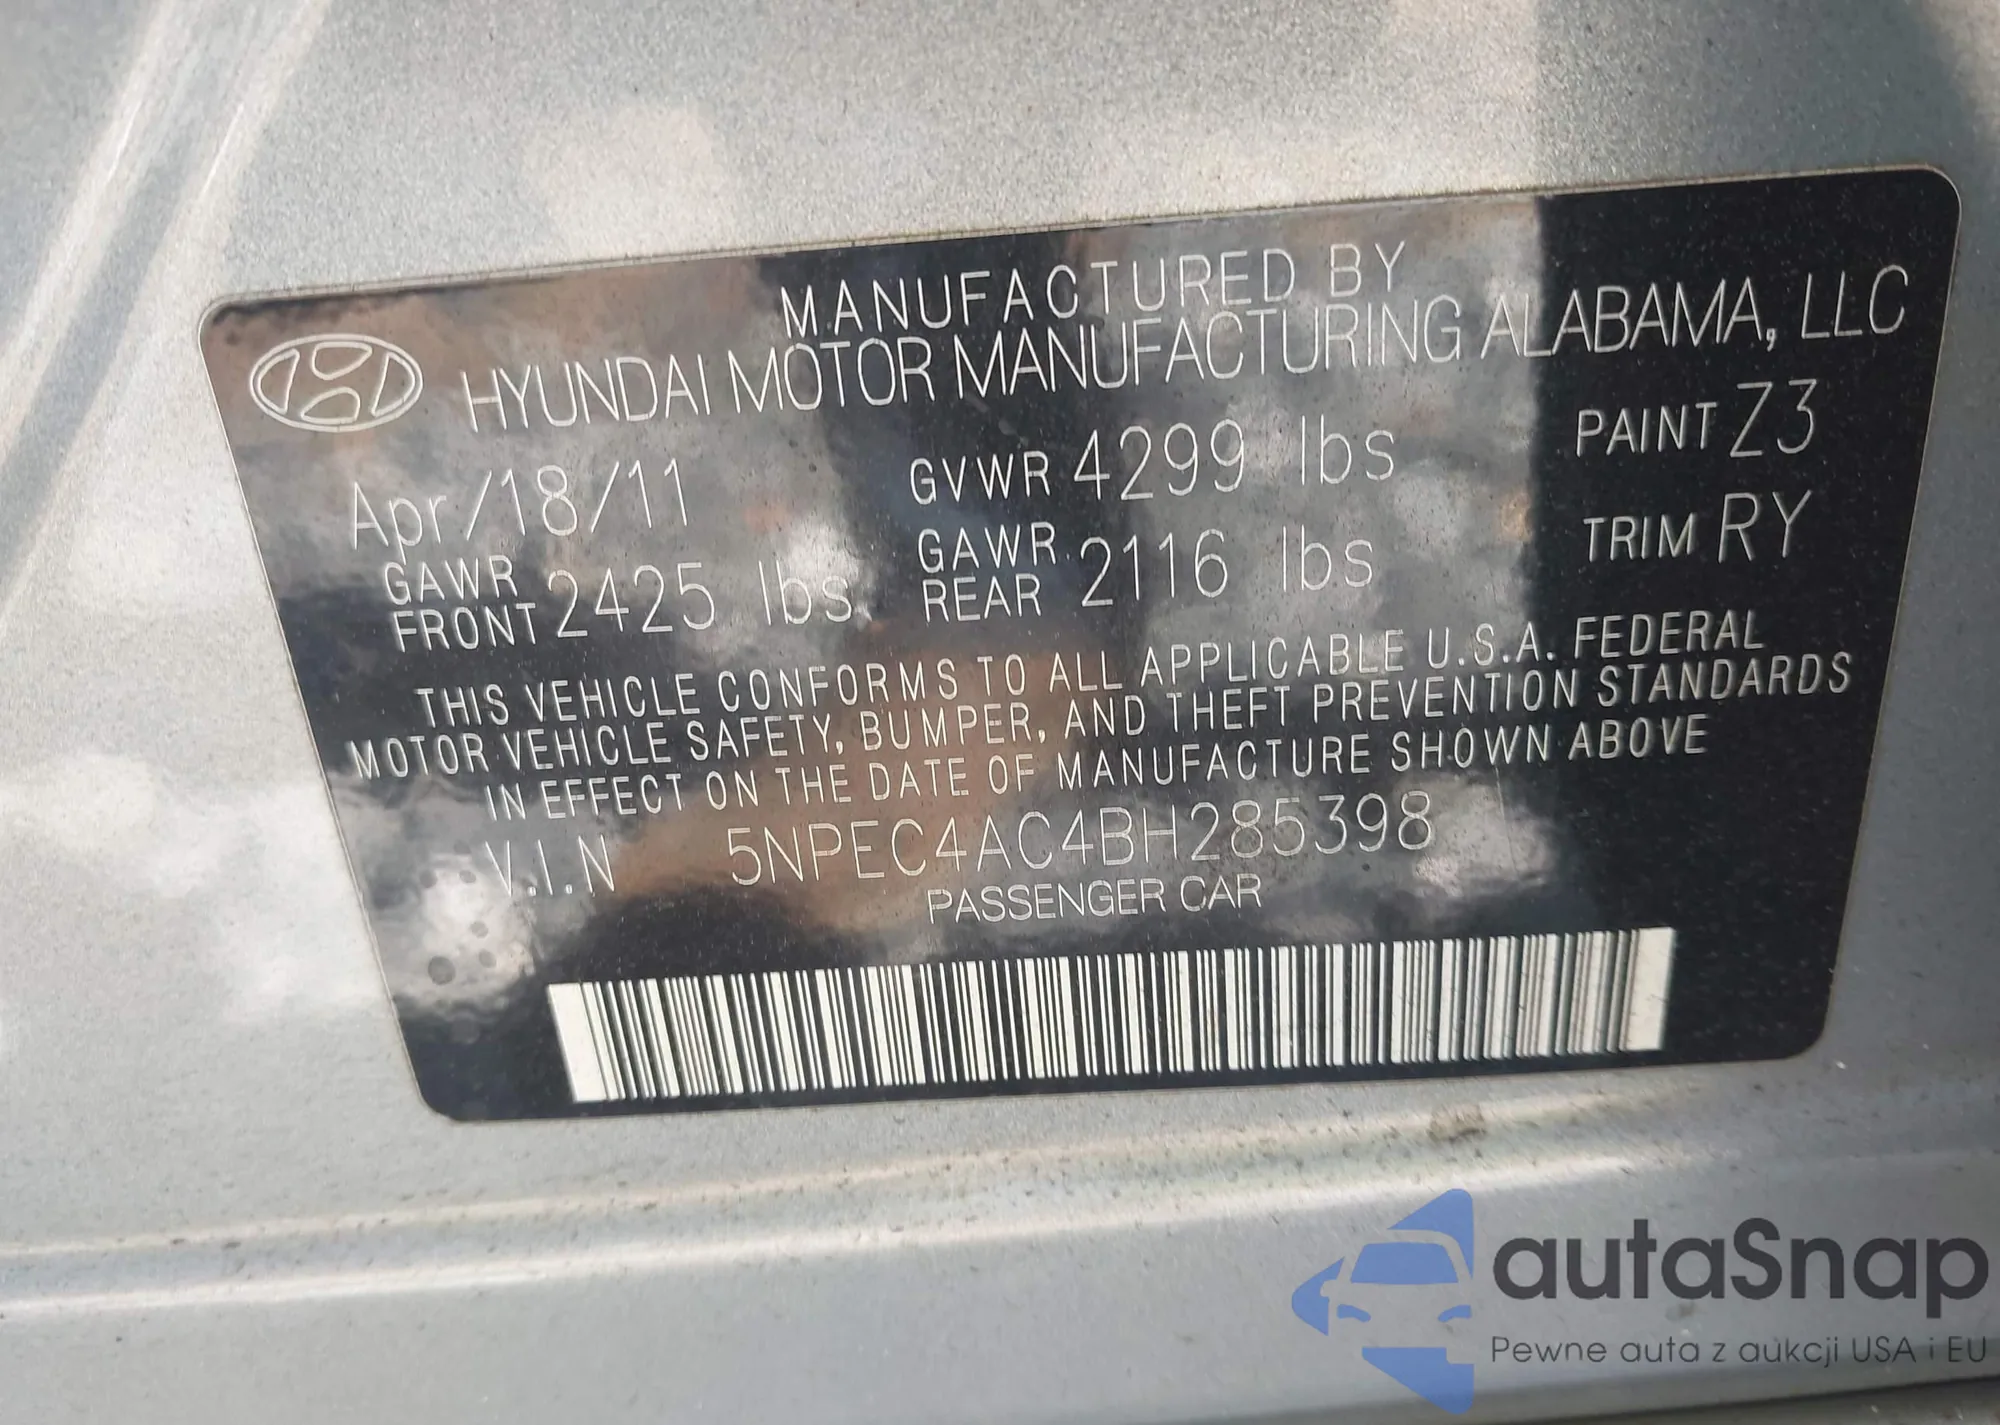 MANUFACTURED BY
HYUNDAI MOTOR MANUFACTURING ALABAMA, LLC
Apr/18/11 GVWR 4299 lbs PAINT Z3
GAWR FRONT 2425 lbs GAWR REAR 2116 lbs TRIM RY
THIS VEHICLE CONFORMS TO ALL APPLICABLE U.S.A. FEDERAL
MOTOR VEHICLE SAFETY, BUMPER, AND THEFT PREVENTION STANDARDS
IN EFFECT ON THE DATE OF MANUFACTURE SHOWN ABOVE
V.I.N 5NPEC4AC4BH285398
PASSENGER CAR
autaSnap
Pewne auta z aukcji USA i EU